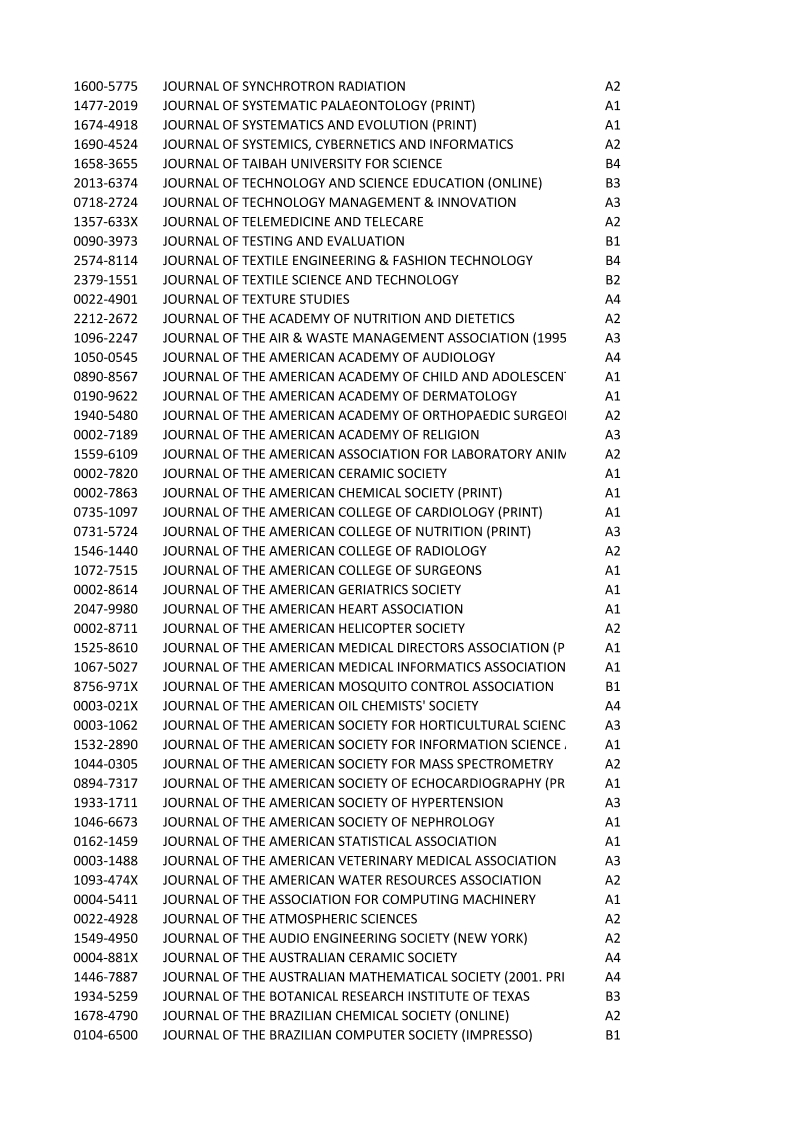 1600-5775 JOURNAL OF SYNCHROTRON RADIATION A2
1477-2019 JOURNAL OF SYSTEMATIC PALAEONTOLOGY (PRINT) A1
1674-4918 JOURNAL OF SYSTEMATICS AND EVOLUTION (PRINT) A1
1690-4524 JOURNAL OF SYSTEMICS, CYBERNETICS AND INFORMATICS A2
1658-3655 JOURNAL OF TAIBAH UNIVERSITY FOR SCIENCE B4
2013-6374 JOURNAL OF TECHNOLOGY AND SCIENCE EDUCATION (ONLINE) B3
0718-2724 JOURNAL OF TECHNOLOGY MANAGEMENT & INNOVATION A3
1357-633X JOURNAL OF TELEMEDICINE AND TELECARE A2
0090-3973 JOURNAL OF TESTING AND EVALUATION B1
2574-8114 JOURNAL OF TEXTILE ENGINEERING & FASHION TECHNOLOGY B4
2379-1551 JOURNAL OF TEXTILE SCIENCE AND TECHNOLOGY B2
0022-4901 JOURNAL OF TEXTURE STUDIES A4
2212-2672 JOURNAL OF THE ACADEMY OF NUTRITION AND DIETETICS A2
1096-2247 JOURNAL OF THE AIR & WASTE MANAGEMENT ASSOCIATION (1995 A3
1050-0545 JOURNAL OF THE AMERICAN ACADEMY OF AUDIOLOGY A4
0890-8567 JOURNAL OF THE AMERICAN ACADEMY OF CHILD AND ADOLESCENT A1
0190-9622 JOURNAL OF THE AMERICAN ACADEMY OF DERMATOLOGY A1
1940-5480 JOURNAL OF THE AMERICAN ACADEMY OF ORTHOPAEDIC SURGEO A2
0002-7189 JOURNAL OF THE AMERICAN ACADEMY OF RELIGION A3
1559-6109 JOURNAL OF THE AMERICAN ASSOCIATION FOR LABORATORY ANIM A2
0002-7820 JOURNAL OF THE AMERICAN CERAMIC SOCIETY A1
0002-7863 JOURNAL OF THE AMERICAN CHEMICAL SOCIETY (PRINT) A1
0735-1097 JOURNAL OF THE AMERICAN COLLEGE OF CARDIOLOGY (PRINT) A1
0731-5724 JOURNAL OF THE AMERICAN COLLEGE OF NUTRITION (PRINT) A3
1546-1440 JOURNAL OF THE AMERICAN COLLEGE OF RADIOLOGY A2
1072-7515 JOURNAL OF THE AMERICAN COLLEGE OF SURGEONS A1
0002-8614 JOURNAL OF THE AMERICAN GERIATRICS SOCIETY A1
2047-9980 JOURNAL OF THE AMERICAN HEART ASSOCIATION A1
0002-8711 JOURNAL OF THE AMERICAN HELICOPTER SOCIETY A2
1525-8610 JOURNAL OF THE AMERICAN MEDICAL DIRECTORS ASSOCIATION (P A1
1067-5027 JOURNAL OF THE AMERICAN MEDICAL INFORMATICS ASSOCIATION A1
8756-971X JOURNAL OF THE AMERICAN MOSQUITO CONTROL ASSOCIATION B1
0003-021X JOURNAL OF THE AMERICAN OIL CHEMISTS' SOCIETY A4
0003-1062 JOURNAL OF THE AMERICAN SOCIETY FOR HORTICULTURAL SCIENC A3
1532-2890 JOURNAL OF THE AMERICAN SOCIETY FOR INFORMATION SCIENCE A1
1044-0305 JOURNAL OF THE AMERICAN SOCIETY FOR MASS SPECTROMETRY A2
0894-7317 JOURNAL OF THE AMERICAN SOCIETY OF ECHOCARDIOGRAPHY (PR A1
1933-1711 JOURNAL OF THE AMERICAN SOCIETY OF HYPERTENSION A3
1046-6673 JOURNAL OF THE AMERICAN SOCIETY OF NEPHROLOGY A1
0162-1459 JOURNAL OF THE AMERICAN STATISTICAL ASSOCIATION A1
0003-1488 JOURNAL OF THE AMERICAN VETERINARY MEDICAL ASSOCIATION A3
1093-474X JOURNAL OF THE AMERICAN WATER RESOURCES ASSOCIATION A2
0004-5411 JOURNAL OF THE ASSOCIATION FOR COMPUTING MACHINERY A1
0022-4928 JOURNAL OF THE ATMOSPHERIC SCIENCES A2
1549-4950 JOURNAL OF THE AUDIO ENGINEERING SOCIETY (NEW YORK) A2
0004-881X JOURNAL OF THE AUSTRALIAN CERAMIC SOCIETY A4
1446-7887 JOURNAL OF THE AUSTRALIAN MATHEMATICAL SOCIETY (2001. PRI A4
1934-5259 JOURNAL OF THE BOTANICAL RESEARCH INSTITUTE OF TEXAS B3
1678-4790 JOURNAL OF THE BRAZILIAN CHEMICAL SOCIETY (ONLINE) A2
0104-6500 JOURNAL OF THE BRAZILIAN COMPUTER SOCIETY (IMPRESSO) B1